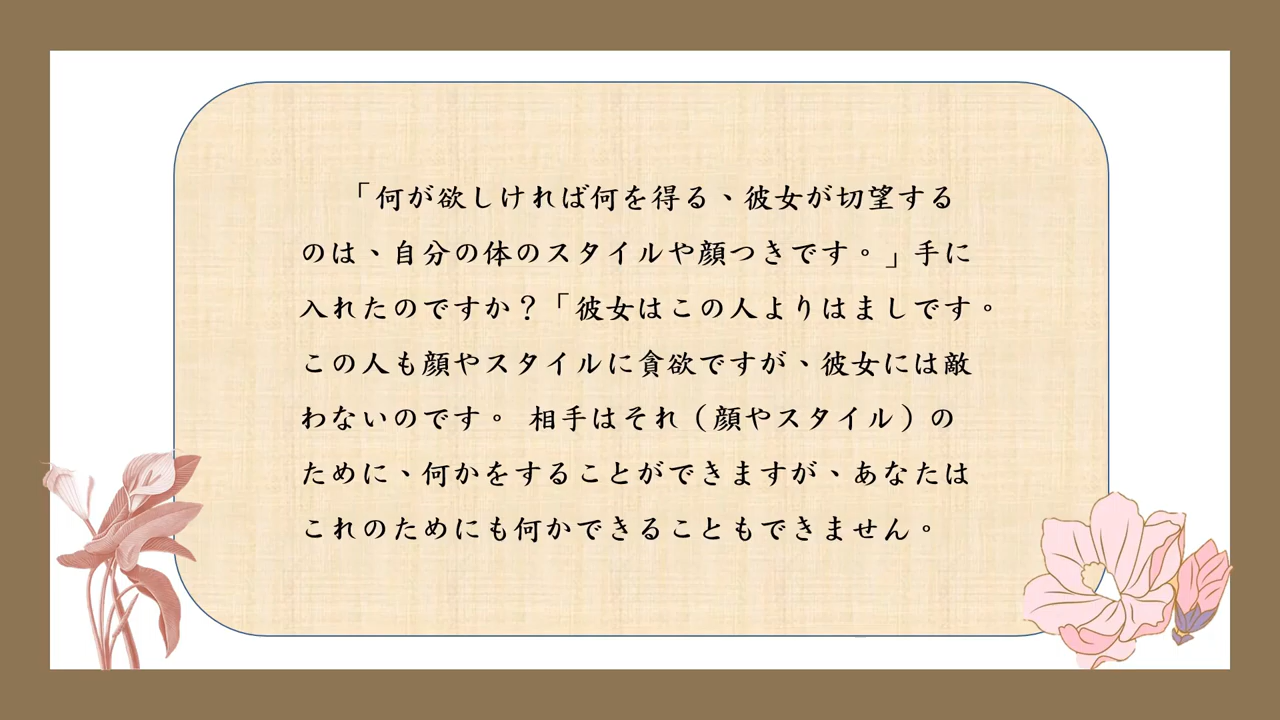 「何が欲しければ何を得る、彼女が切望する
のは、自分の体のスタイルや顔つきです。」手に
入れたのですか？「彼女はこの人よりはましです。
この人も顔やスタイルに貪欲ですが、彼女には敵
わないのです。 相手はそれ（顔やスタイル）の
ために、何かをすることができますが、あなたは
これのためにも何かできることもできません。